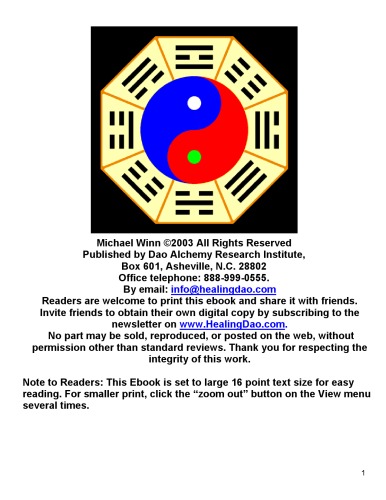 Michael Winn ©2003 All Rights Reserved
Published by Dao Alchemy Research Institute,
Box 601, Asheville, N.C. 28802
Office telephone: 888-999-0555.
By email: info@healingdao.com
Readers are welcome to print this ebook and share it with friends.
Invite friends to obtain their own digital copy by subscribing to the
newsletter on www.HealingDao.com.
No part may be sold, reproduced, or posted on the web, without
permission other than standard reviews. Thank you for respecting the
integrity of this work.
Note to Readers: This Ebook is set to large 16 point text size for easy
reading. For smaller print, click the “zoom out” button on the View menu
several times.
1